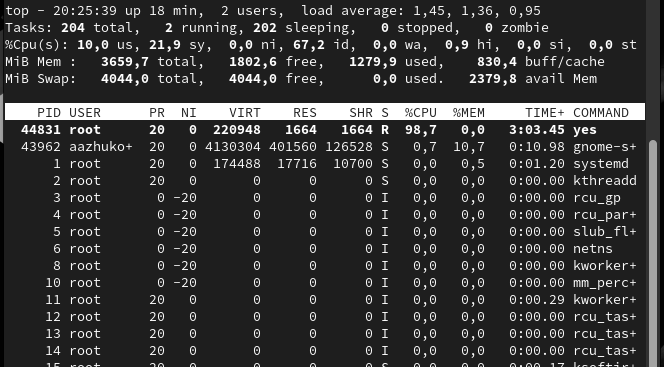 top - 20:25:39 up 18 min,  2 users,  load average: 1,45, 1,36, 0,95
Tasks: 204 total,   2 running, 202 sleeping,   0 stopped,   0 zombie
%Cpu(s): 10,0 us, 21,9 sy,  0,0 ni, 67,2 id,  0,0 wa,  0,9 hi,  0,0 si,  0,0 st
MiB Mem :   3659,7 total,   1802,6 free,   1279,9 used,    830,4 buff/cache
MiB Swap:   4044,0 total,   4044,0 free,      0,0 used.   2379,8 avail Mem
PID USER      PR  NI    VIRT    RES    SHR S  %CPU  %MEM     TIME+ COMMAND
44831 root      20   0  220948   1664   1664 R  98,7   0,0   3:03.45 yes
43962 aazhuko+  20   0 4130304 401560 126528 S   0,7  10,7   0:10.98 gnome-s+
1 root      20   0  174488  17716  10700 S   0,0   0,5   0:01.20 systemd
2 root      20   0       0      0      0 S   0,0   0,0   0:00.00 kthreadd
3 root       0 -20       0      0      0 I   0,0   0,0   0:00.00 rcu_gp
4 root       0 -20       0      0      0 I   0,0   0,0   0:00.00 rcu_par+
5 root       0 -20       0      0      0 I   0,0   0,0   0:00.00 slub_fl+
6 root       0 -20       0      0      0 I   0,0   0,0   0:00.00 netns
8 root       0 -20       0      0      0 I   0,0   0,0   0:00.00 kworker+
10 root       0 -20       0      0      0 I   0,0   0,0   0:00.00 mm_perc+
11 root      20   0       0      0      0 I   0,0   0,0   0:00.29 kworker+
12 root      20   0       0      0      0 I   0,0   0,0   0:00.00 rcu_tas+
13 root      20   0       0      0      0 I   0,0   0,0   0:00.00 rcu_tas+
14 root      20   0       0      0      0 I   0,0   0,0   0:00.00 rcu_tas+
15 root      20   0       0      0      0 S   0,0   0,0   0:00.17 ksoftir+